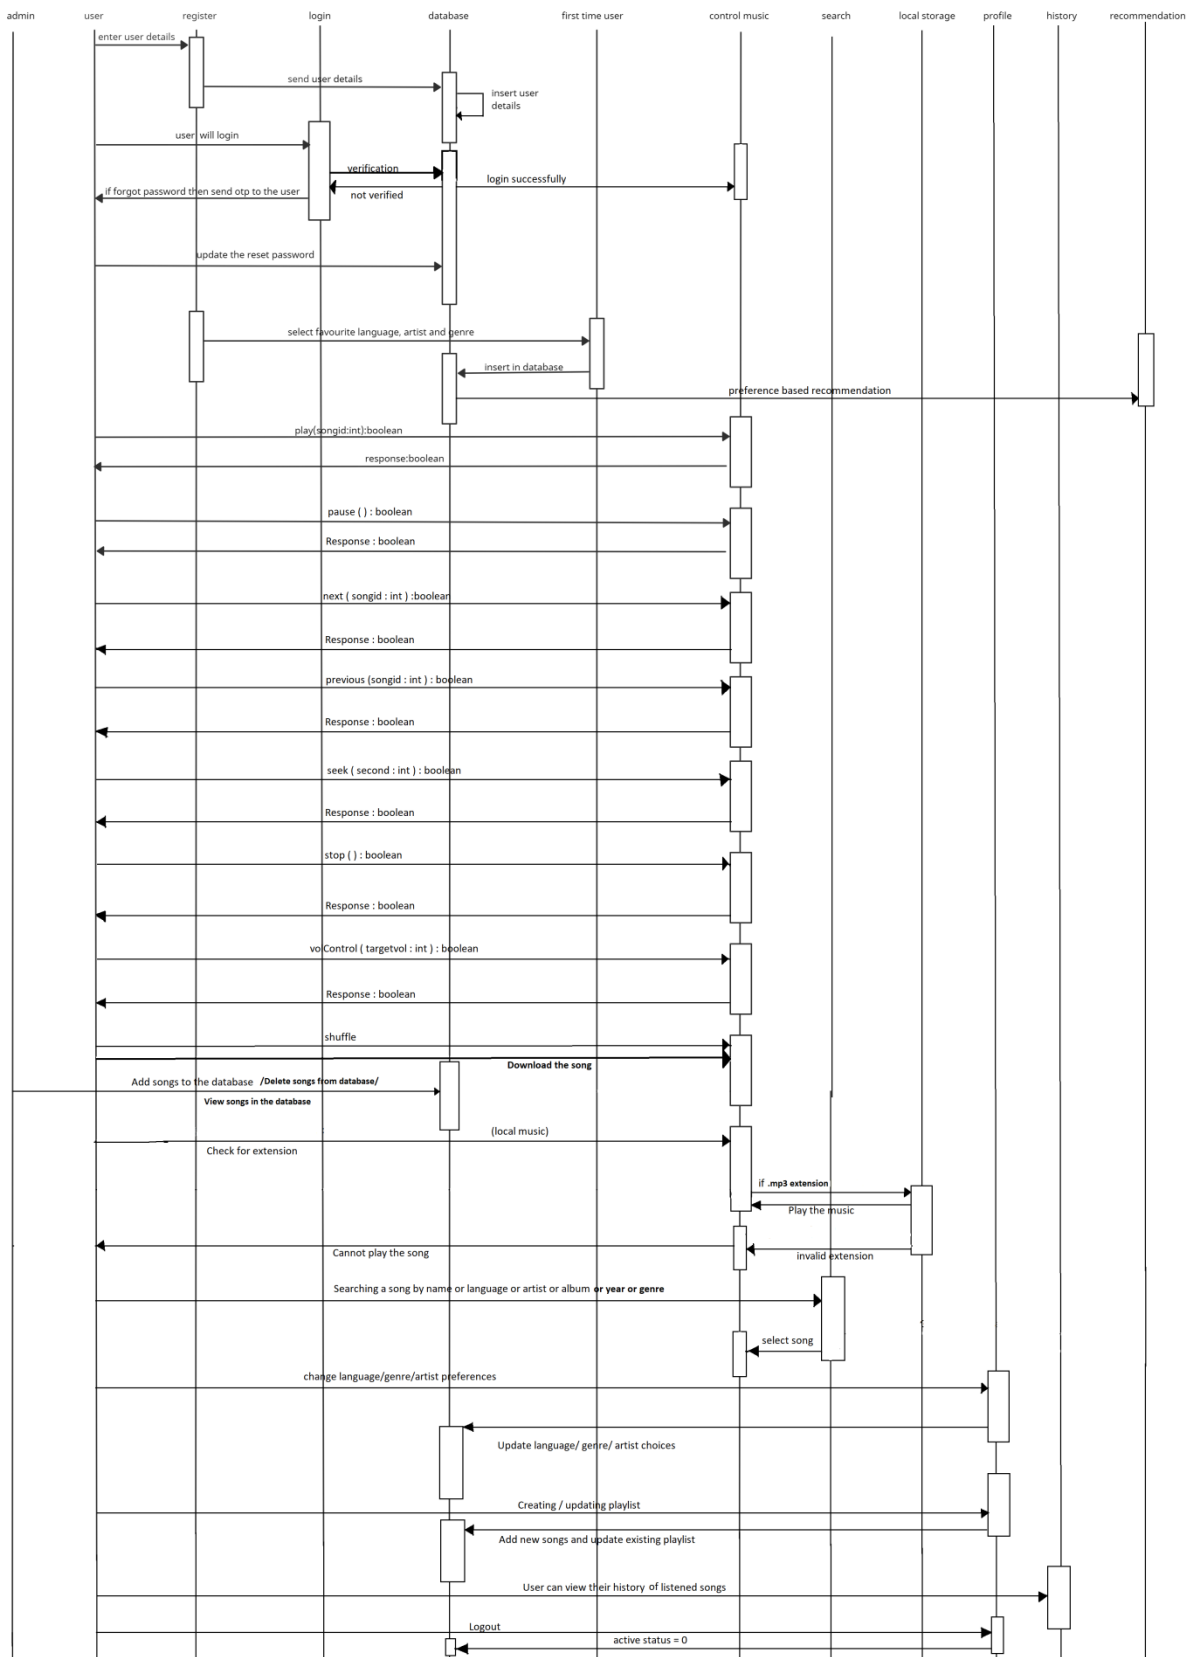 admin user register login database first time user control music search local storage profile history recommendation
enter user details
send user details
insert user
details
user will login
verification
login successfully
if forgot password then send otp to the user
not verified
update the reset password
select favourite language, artist and genre
insert in database
preference based recommendation
play(songid:int):boolean
response:boolean
pause ( ) : boolean
Response : boolean
next ( songid : int ) :boolean
Response : boolean
previous (songid : int ) : boolean
Response : boolean
seek ( second : int ) : boolean
Response : boolean
stop ( ) : boolean
Response : boolean
volControl ( targetvol : int ) : boolean
Response : boolean
shuffle
Download the song
Add songs to the database /Delete songs from database/
View songs in the database
(local music)
Check for extension
if .mp3 extension
Play the music
Cannot play the song
invalid extension
Searching a song by name or language or artist or album or year or genre
select song
change language/genre/artist preferences
Update language/ genre/ artist choices
Creating / updating playlist
Add new songs and update existing playlist
User can view their history of listened songs
Logout
active status = 0